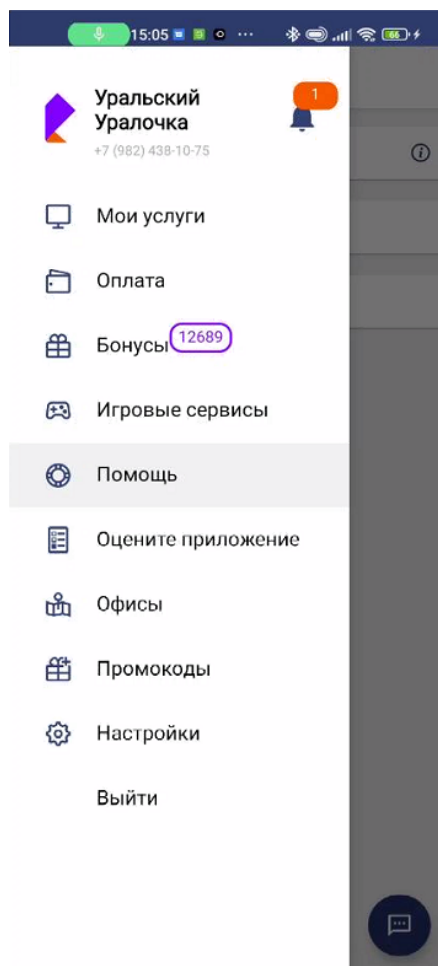 15:05
66
Уральский
Уралочка
1
+7 (982) 438-10-75
Мои услуги
Оплата
Бонусы 12689
Игровые сервисы
Помощь
Оцените приложение
Офисы
Промокоды
Настройки
Выйти